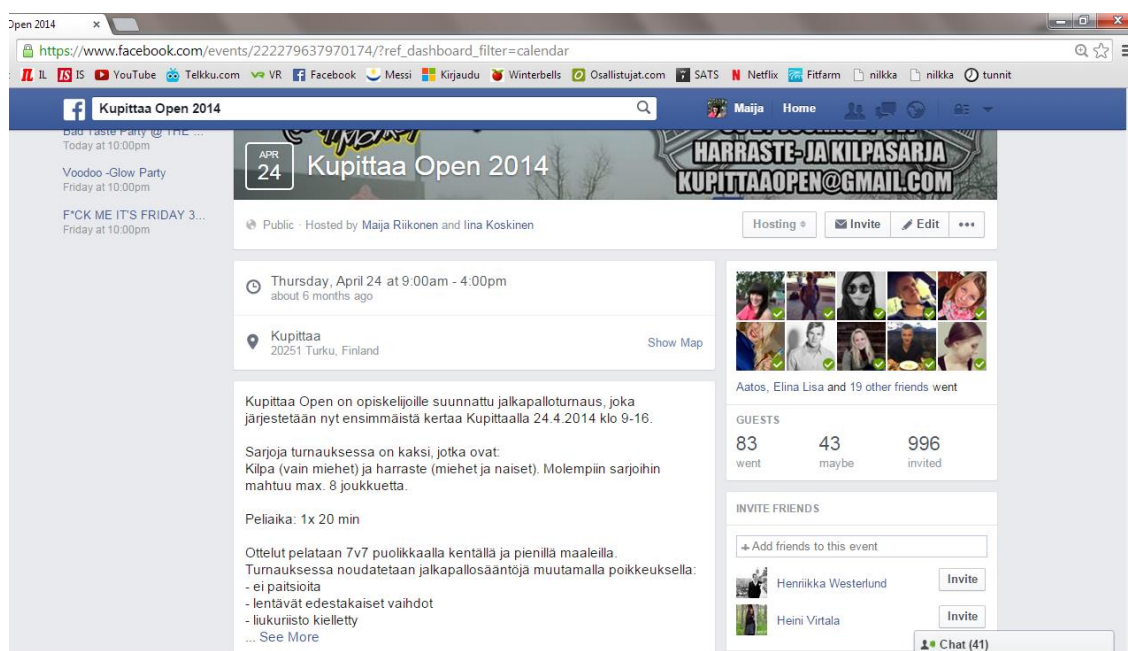 Open 2014
https://www.facebook.com/events/222279637970174/?ref_dashboard_filter=calendar
IL IS YouTube Telkku.com VR Facebook Messi Kirjaudu Winterbells Osallistujat.com SATS Netflix Fitfarm nilkka nilkka tunnit
Kupittaa Open 2014
Maija Home
Bad Taste Party @ THE ...
Today at 10:00pm
Voodoo -Glow Party
Friday at 10:00pm
F*CK ME IT'S FRIDAY 3...
Friday at 10:00pm
APR
24
Kupittaa Open 2014
HARRASTE- JA KILPASARJA
KUPITTAAOPEN@GMAIL.COM
Public · Hosted by Maija Riikonen and Iina Koskinen
Hosting
Invite
Edit
Thursday, April 24 at 9:00am - 4:00pm
about 6 months ago
Kupittaa
20251 Turku, Finland
Show Map
Kupittaa Open on opiskelijoille suunnattu jalkapalloturnaus, joka
järjestetään nyt ensimmäistä kertaa Kupittaalla 24.4.2014 klo 9-16.
Sarjoja turnauksessa on kaksi, jotka ovat:
Kilpa (vain miehet) ja harraste (miehet ja naiset). Molempiin sarjoihin
mahtuu max. 8 joukkuetta.
Peliaika: 1x 20 min
Ottelut pelataan 7v7 puolikkaalla kentällä ja pienillä maaleilla.
Turnauksessa noudatetaan jalkapallosääntöjä muutamalla poikkeuksella:
- ei paitsioita
- lentävät edestakaiset vaihdot
- liukuriisto kielletty
... See More
Aatos, Elina Lisa and 19 other friends went
GUESTS
83 43 996
went maybe invited
INVITE FRIENDS
+ Add friends to this event
Henriikka Westerlund
Invite
Heini Virtala
Invite
Chat (41)